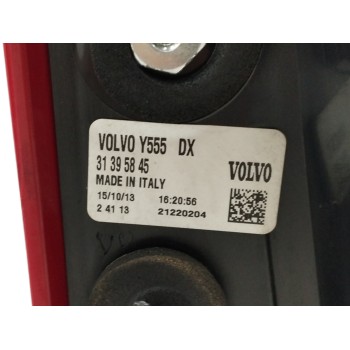 VOLVO Y555 DX
31 39 58 45
VOLVO
MADE IN ITALY
15/10/13 16:20:56
2 41 13 21220204